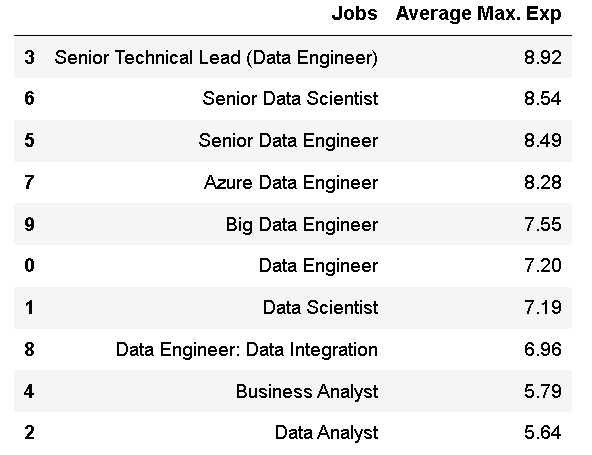 Jobs Average Max. Exp
3 Senior Technical Lead (Data Engineer) 8.92
6 Senior Data Scientist 8.54
5 Senior Data Engineer 8.49
7 Azure Data Engineer 8.28
9 Big Data Engineer 7.55
0 Data Engineer 7.20
1 Data Scientist 7.19
8 Data Engineer: Data Integration 6.96
4 Business Analyst 5.79
2 Data Analyst 5.64